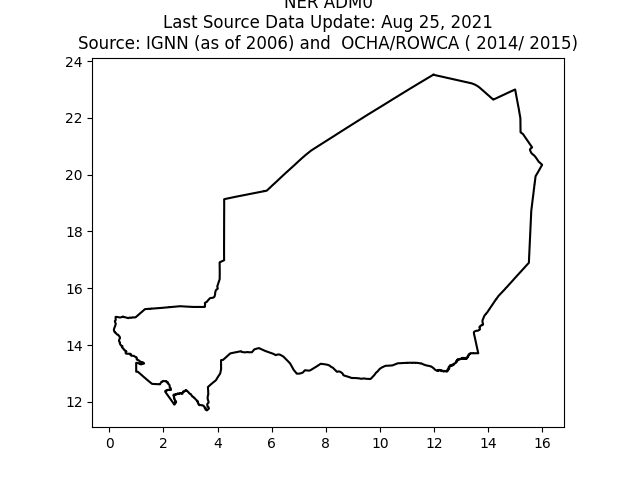 NER ADM0
Last Source Data Update: Aug 25, 2021
Source: IGNN (as of 2006) and  OCHA/ROWCA ( 2014/ 2015)
24
22
20
18
16
14
12
0 2 4 6 8 10 12 14 16